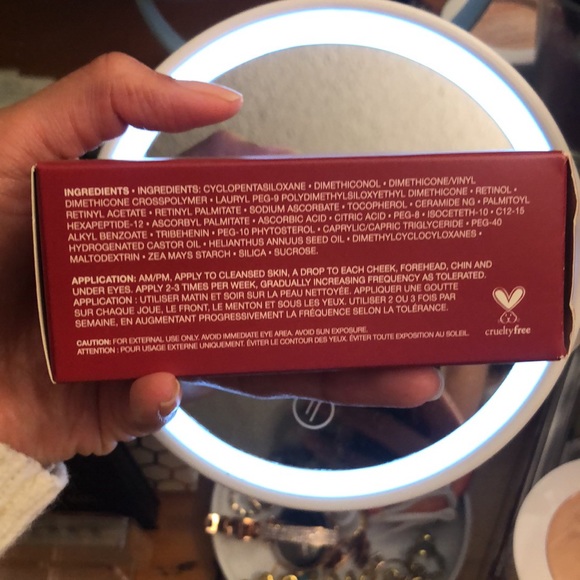 INGREDIENTS • INGREDIENTS: CYCLOPENTASILOXANE • DIMETHICONOL • DIMETHICONE/VINYL
DIMETHICONE CROSSPOLYMER • LAURYL PEG-9 POLYDIMETHYLSILOXYETHYL DIMETHICONE • RETINOL •
RETINYL ACETATE • RETINYL PALMITATE • SODIUM ASCORBATE • TOCOPHEROL • CERAMIDE NG • PALMITOYL
HEXAPEPTIDE-12 • ASCORBYL PALMITATE • ASCORBIC ACID • CITRIC ACID • PEG-8 • ISOCETETH-10 • C12-15
ALKYL BENZOATE • TRIBEHENIN • PEG-10 PHYTOSTEROL • CAPRYLIC/CAPRIC TRIGLYCERIDE • PEG-40
HYDROGENATED CASTOR OIL • HELIANTHUS ANNUUS SEED OIL • DIMETHYLCYCLOYXLANES •
MALTODEXTRIN • ZEA MAYS STARCH • SILICA • SUCROSE.
APPLICATION: AM/PM, APPLY TO CLEANSED SKIN, A DROP TO EACH CHEEK, FOREHEAD, CHIN AND
UNDER EYES. APPLY 2-3 TIMES PER WEEK, GRADUALLY INCREASING FREQUENCY AS TOLERATED.
APPLICATION : UTILISER MATIN ET SOIR SUR LA PEAU NETTOYÉE. APPLIQUER UNE GOUTTE
SUR CHAQUE JOUE, LE FRONT, LE MENTON ET SOUS LES YEUX. UTILISER 2 OU 3 FOIS PAR
SEMAINE, EN AUGMENTANT PROGRESSIVEMENT LA FRÉQUENCE SELON LA TOLÉRANCE.
CAUTION: FOR EXTERNAL USE ONLY. AVOID IMMEDIATE EYE AREA. AVOID SUN EXPOSURE.
ATTENTION : POUR USAGE EXTERNE UNIQUEMENT. ÉVITER LE CONTOUR DES YEUX. ÉVITER TOUTE EXPOSITION AU SOLEIL.
crueltyfree